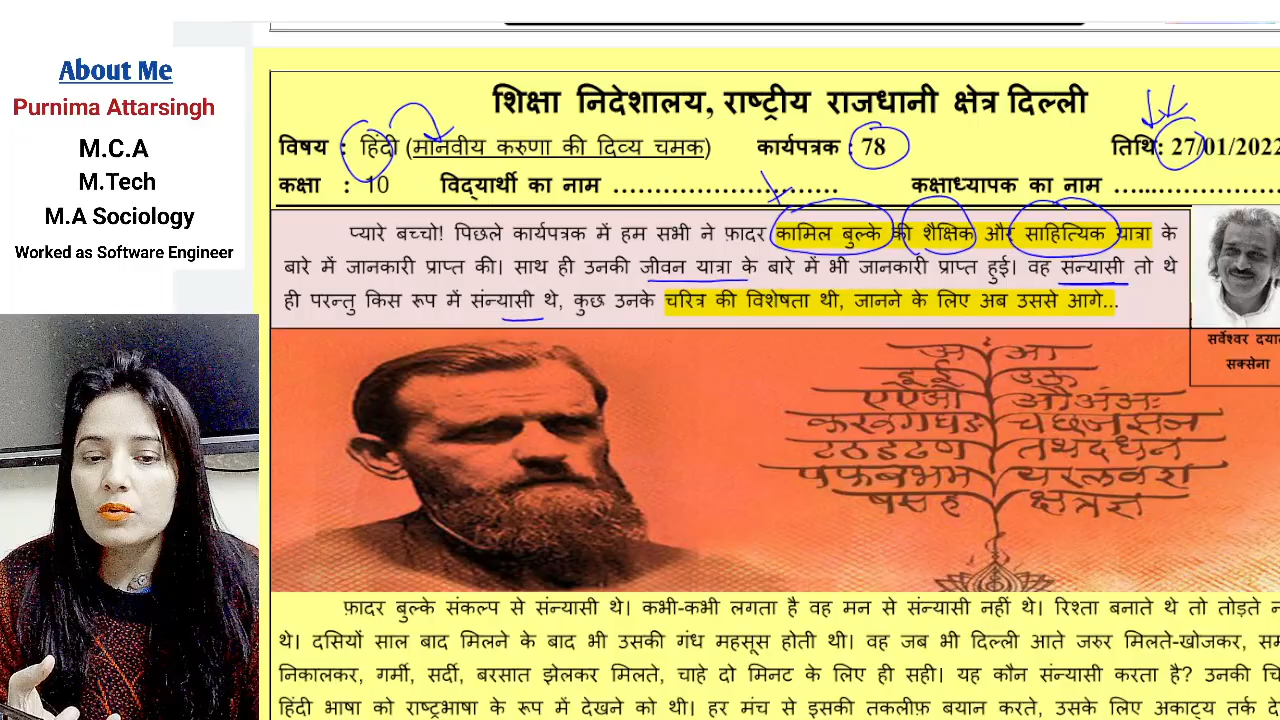 About Me
Purnima Attarsingh
M.C.A
M.Tech
M.A Sociology
Worked as Software Engineer
शिक्षा निदेशालय, राष्ट्रीय राजधानी क्षेत्र दिल्ली
विषय : हिंदी (मानवीय करुणा की दिव्य चमक) कार्यपत्रक : 78 तिथि: 27/01/2022
कक्षा : 10 विद्यार्थी का नाम ……………………… कक्षाध्यापक का नाम …...……………
प्यारे बच्चो! पिछले कार्यपत्रक में हम सभी ने फ़ादर कामिल बुल्के की शैक्षिक और साहित्यिक यात्रा के
बारे में जानकारी प्राप्त की। साथ ही उनकी जीवन यात्रा के बारे में भी जानकारी प्राप्त हुई। वह संन्यासी तो थे
ही परन्तु किस रूप में संन्यासी थे, कुछ उनके चरित्र की विशेषता थी, जानने के लिए अब उससे आगे...
सर्वेश्वर दयाल
सक्सेना
अ आ
इ ई उ ऊ
ए ऐ ओ औ अं अः
क ख ग घ ङ च छ ज झ ञ
ट ठ ड ढ ण त थ द ध न
प फ ब भ म य र ल व श
ष स ह क्ष त्र ज्ञ
फ़ादर बुल्के संकल्प से संन्यासी थे। कभी-कभी लगता है वह मन से संन्यासी नहीं थे। रिश्ता बनाते थे तो तोड़ते
थे। दसियों साल बाद मिलने के बाद भी उसकी गंध महसूस होती थी। वह जब भी दिल्ली आते जरुर मिलते-खोजकर,
निकालकर, गर्मी, सर्दी, बरसात झेलकर मिलते, चाहे दो मिनट के लिए ही सही। यह कौन संन्यासी करता है? उनकी
हिंदी भाषा को राष्ट्रभाषा के रूप में देखने को थी। हर मंच से इसकी तकलीफ़ बयान करते, उसके लिए अकाट्य तर्क